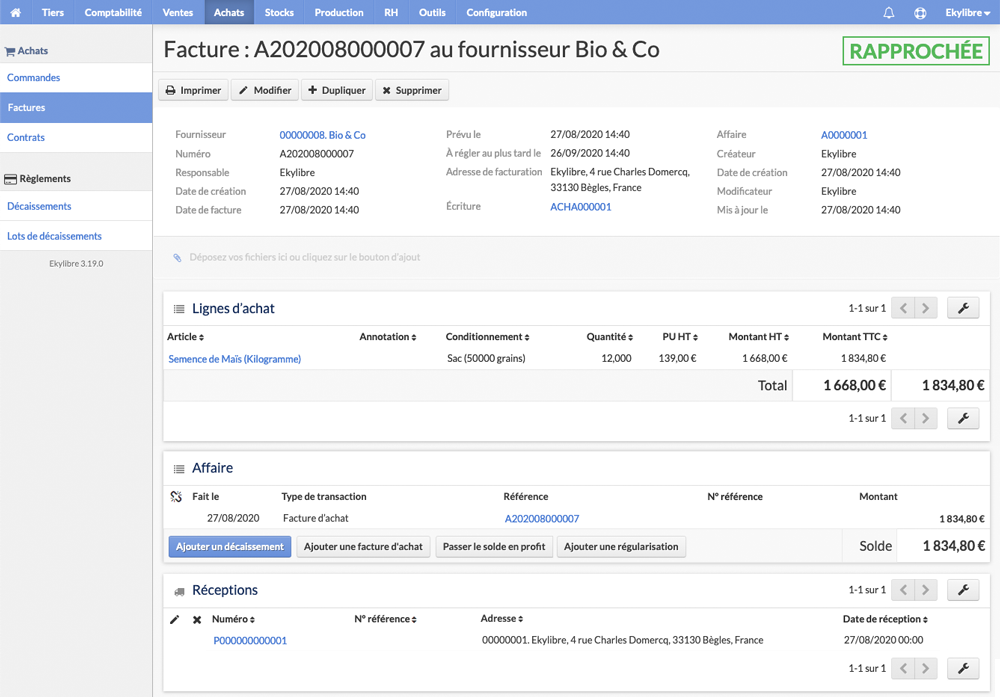 Tiers Comptabilité Ventes Achats Stocks Production RH Outils Configuration Ekylibre
Achats
Commandes
Factures
Contrats
Règlements
Décaissements
Lots de décaissements
Ekylibre 3.19.0
Facture : A202008000007 au fournisseur Bio & Co
RAPPROCHÉE
Imprimer Modifier Dupliquer Supprimer
Fournisseur 00000008. Bio & Co
Numéro A202008000007
Responsable Ekylibre
Date de création 27/08/2020 14:40
Date de facture 27/08/2020 14:40
Prévu le 27/08/2020 14:40
À régler au plus tard le 26/09/2020 14:40
Adresse de facturation Ekylibre, 4 rue Charles Domercq,
33130 Bègles, France
Écriture ACHA000001
Affaire A0000001
Créateur Ekylibre
Date de création 27/08/2020 14:40
Modificateur Ekylibre
Mis à jour le 27/08/2020 14:40
Déposez vos fichiers ici ou cliquez sur le bouton d'ajout
Lignes d'achat 1-1 sur 1
Article Annotation Conditionnement Quantité PU HT Montant HT Montant TTC
Semence de Maïs (Kilogramme) Sac (50000 grains) 12,000 139,00 € 1 668,00 € 1 834,80 €
Total 1 668,00 € 1 834,80 €
1-1 sur 1
Affaire
Fait le Type de transaction Référence N° référence Montant
27/08/2020 Facture d'achat A202008000007 1 834,80 €
Ajouter un décaissement Ajouter une facture d'achat Passer le solde en profit Ajouter une régularisation Solde 1 834,80 €
Réceptions 1-1 sur 1
Numéro N° référence Adresse Date de réception
P000000000001 00000001. Ekylibre, 4 rue Charles Domercq, 33130 Bègles, France 27/08/2020 00:00
1-1 sur 1